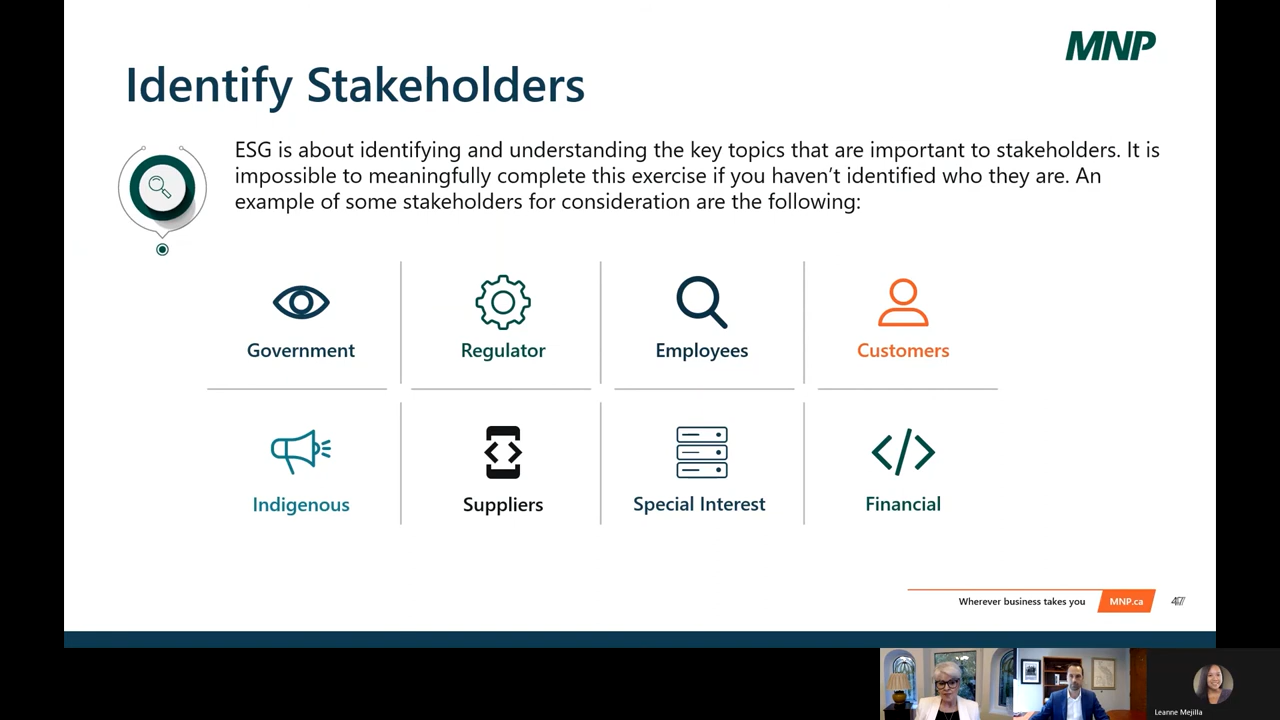 MNP
Identify Stakeholders
ESG is about identifying and understanding the key topics that are important to stakeholders. It is
impossible to meaningfully complete this exercise if you haven't identified who they are. An
example of some stakeholders for consideration are the following:
Government
Regulator
Employees
Customers
Indigenous
Suppliers
Special Interest
Financial
Wherever business takes you
MNP.ca
Leanne Mejilla